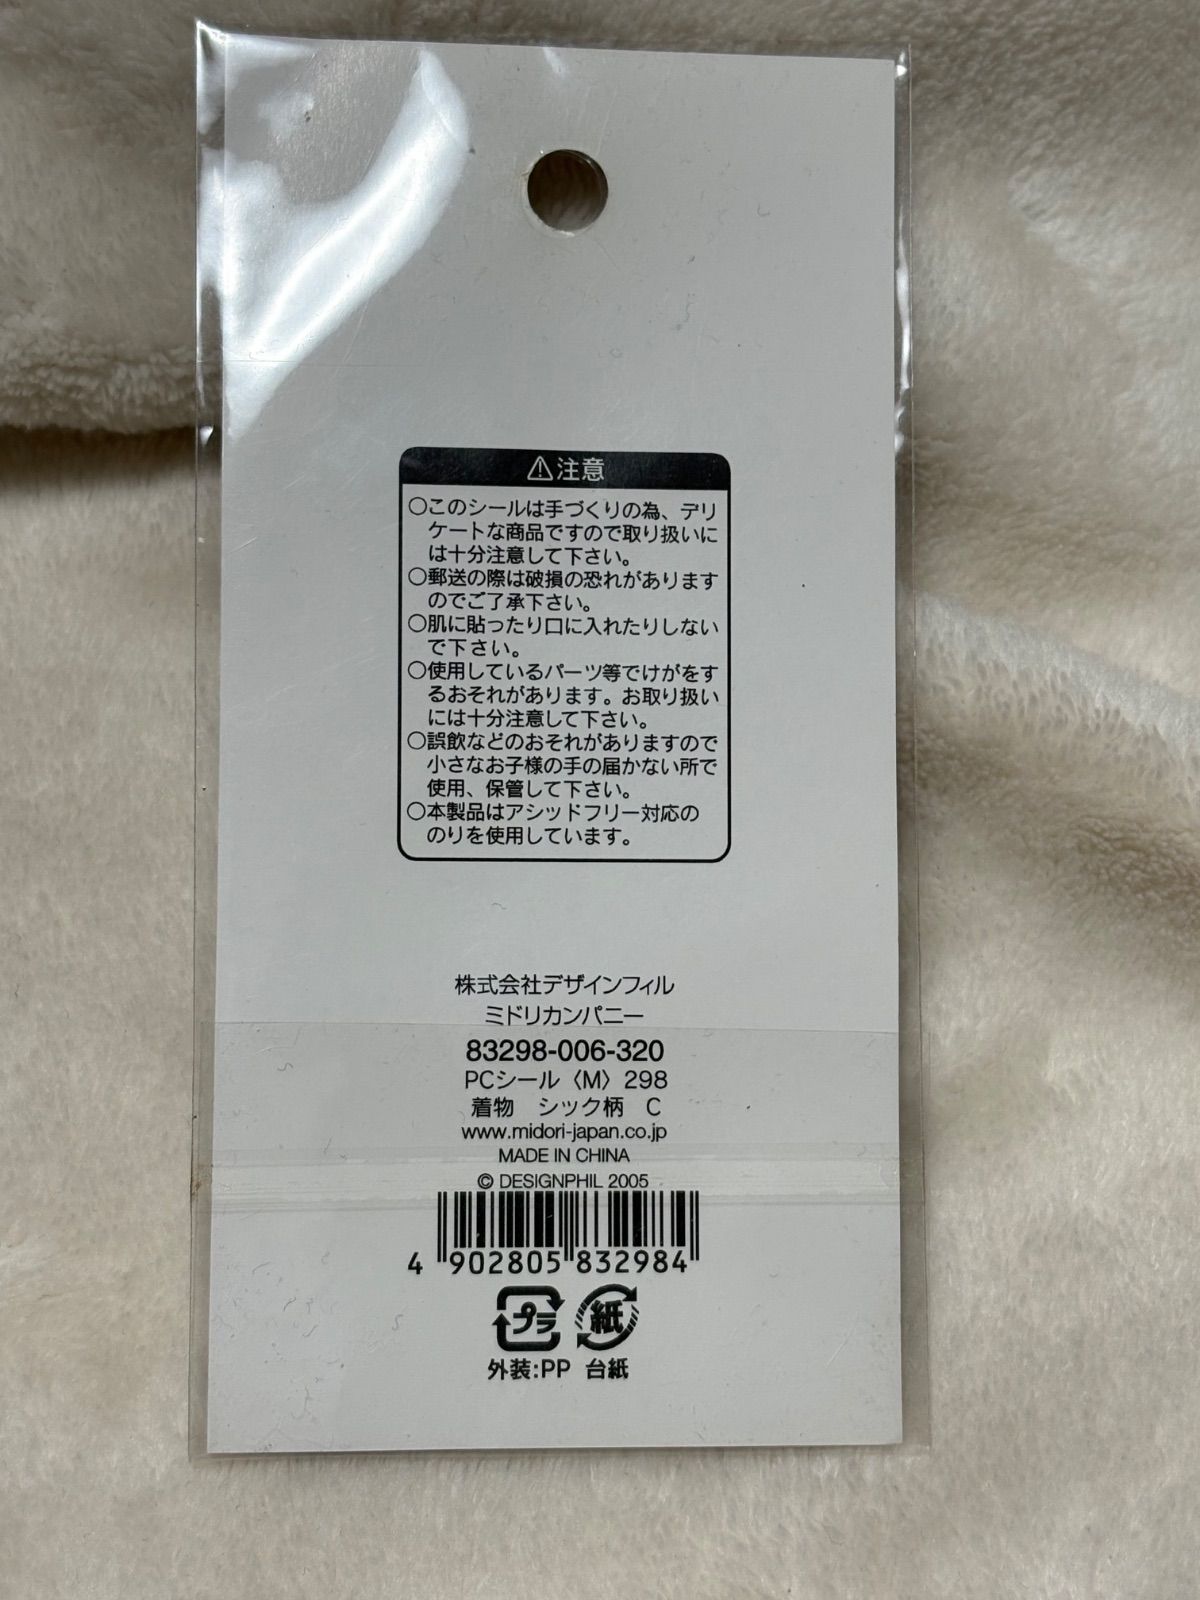 ⚠注意
○このシールは手づくりの為、デリ
ケートな商品ですので取り扱いに
は十分注意して下さい。
○郵送の際は破損の恐れがあります
のでご了承下さい。
○肌に貼ったり口に入れたりしない
で下さい。
○使用しているパーツ等でけがをす
るおそれがあります。お取り扱い
には十分注意して下さい。
○誤飲などのおそれがありますので
小さなお子様の手の届かない所で
使用、保管して下さい。
○本製品はアシッドフリー対応の
のりを使用しています。
株式会社デザインフィル
ミドリカンパニー
83298-006-320
PCシール〈M〉298
着物 シック柄 C
www.midori-japan.co.jp
MADE IN CHINA
© DESIGNPHIL 2005
4 902805 832984
プラ 紙
外装:PP 台紙